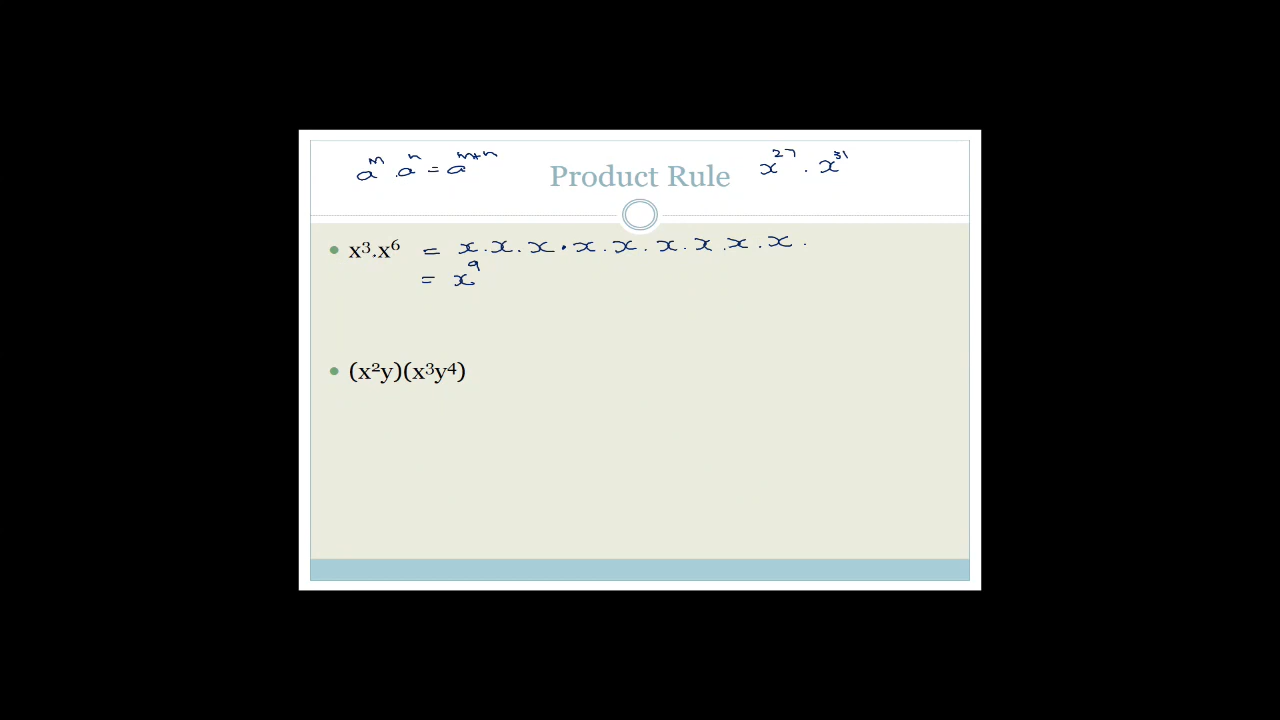 aᵐ . aⁿ = aᵐ⁺ⁿ
Product Rule
x²⁷ . x³¹
• x³.x⁶ = x . x . x . x . x . x . x . x . x .
= x⁹
• (x²y)(x³y⁴)